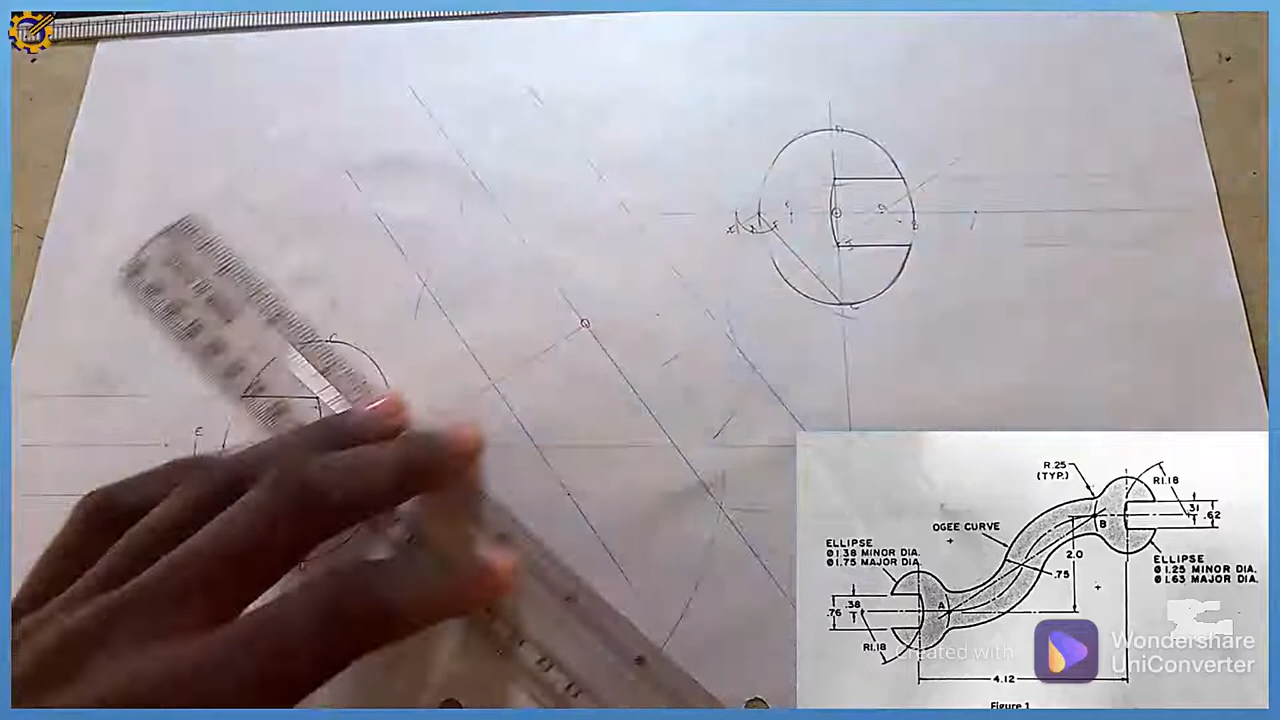 R.25
(TYP.)
R1.18
.31
.62
B
OGEE CURVE
ELLIPSE
Ø1.38 MINOR DIA.
Ø1.75 MAJOR DIA.
2.0
ELLIPSE
Ø1.25 MINOR DIA.
Ø1.63 MAJOR DIA.
.75
A
.38
.76
R1.18
4.12
Figure 1
Created with
Wondershare
UniConverter
E
C
O